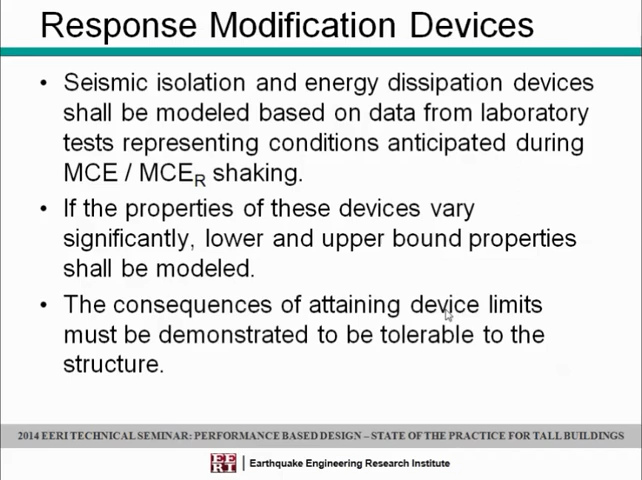 Response Modification Devices
• Seismic isolation and energy dissipation devices
shall be modeled based on data from laboratory
tests representing conditions anticipated during
MCE / MCER shaking.
• If the properties of these devices vary
significantly, lower and upper bound properties
shall be modeled.
• The consequences of attaining device limits
must be demonstrated to be tolerable to the
structure.
2014 EERI TECHNICAL SEMINAR: PERFORMANCE BASED DESIGN – STATE OF THE PRACTICE FOR TALL BUILDINGS
EERI | Earthquake Engineering Research Institute